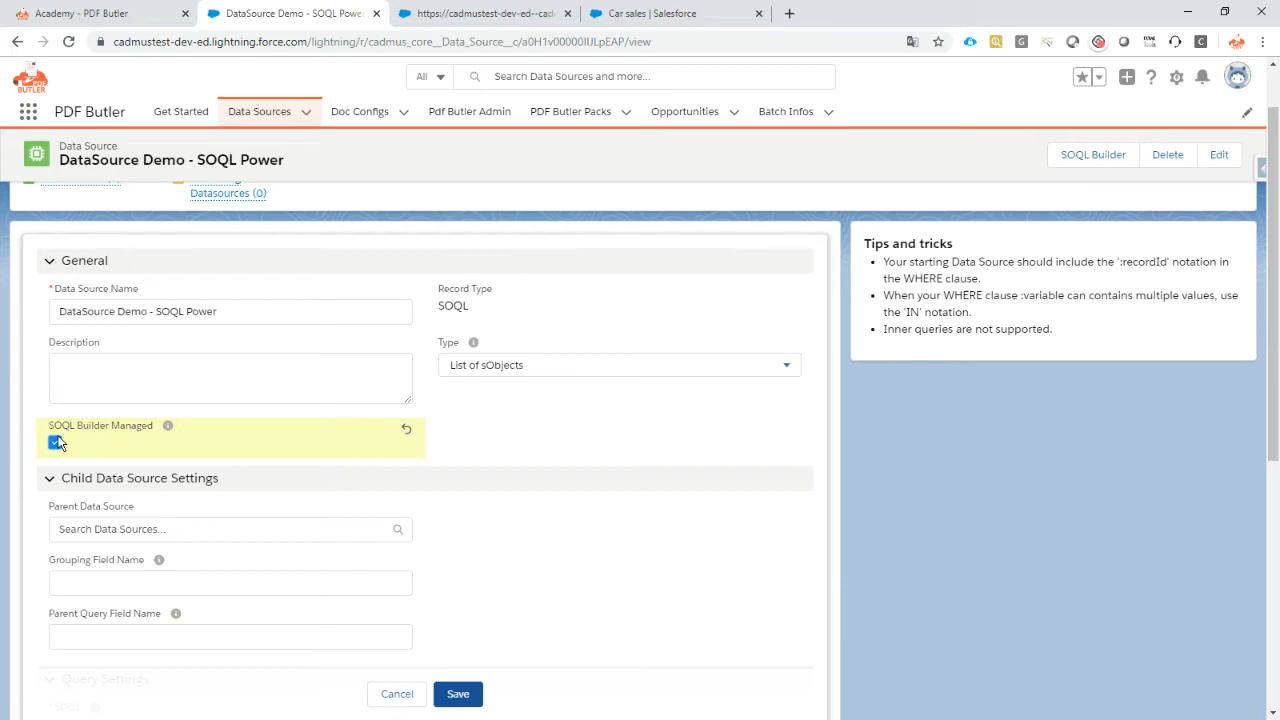 Academy - PDF Butler
DataSource Demo - SOQL Power
https://cadmustest-dev-ed--cad
Car sales | Salesforce
cadmustest-dev-ed.lightning.force.com/lightning/r/cadmus_core__Data_Source__c/a0H1v00000IIJLpEAP/view
PDF BUTLER
All
Search Data Sources and more...
PDF Butler
Get Started
Data Sources
Doc Configs
Pdf Butler Admin
PDF Butler Packs
Opportunities
Batch Infos
Data Source
DataSource Demo - SOQL Power
SOQL Builder
Delete
Edit
Datasources (0)
General
* Data Source Name
DataSource Demo - SOQL Power
Record Type
SOQL
Description
Type
List of sObjects
SOQL Builder Managed
Child Data Source Settings
Parent Data Source
Search Data Sources...
Grouping Field Name
Parent Query Field Name
Query Settings
* SOQL
Cancel
Save
Tips and tricks
• Your starting Data Source should include the ':recordId' notation in
the WHERE clause.
• When your WHERE clause :variable can contains multiple values, use
the 'IN' notation.
• Inner queries are not supported.